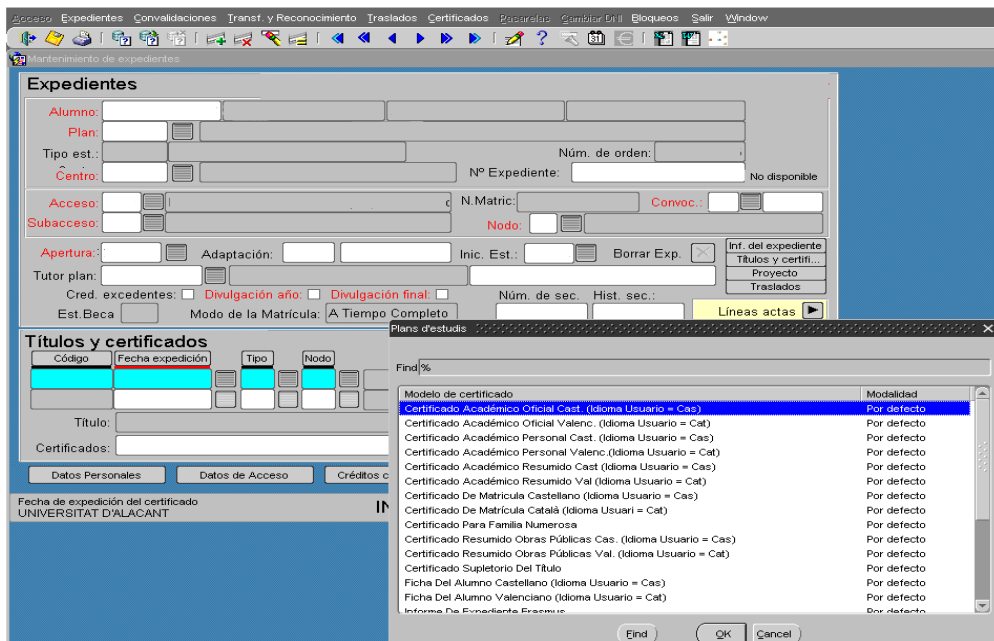 Acceso Expedientes Convalidaciones Transf. y Reconocimiento Traslados Certificados Pasarelas Cambiar Dni Bloqueos Salir Window
Mantenimiento de expedientes
Expedientes
Alumno:
Plan:
Tipo est.: Núm. de orden:
Centro: Nº Expediente: No disponible
Acceso: N.Matric: Convoc.:
Subacceso: Nodo:
Apertura: Adaptación: Inic. Est.: Borrar Exp. Inf. del expediente
Títulos y certifi...
Tutor plan: Proyecto
Traslados
Cred. excedentes: Divulgación año: Divulgación final: Núm. de sec. Hist. sec.:
Est.Beca Modo de la Matrícula: A Tiempo Completo Líneas actas
Títulos y certificados
Código Fecha expedición Tipo Nodo
Título:
Certificados:
Datos Personales Datos de Acceso Créditos c
Fecha de expedición del certificado
UNIVERSITAT D'ALACANT IN
Plans d'estudis
Find %
Modelo de certificado Modalidad
Certificado Académico Oficial Cast. (Idioma Usuario = Cas) Por defecto
Certificado Académico Oficial Valenc. (Idioma Usuario = Cat) Por defecto
Certificado Académico Personal Cast. (Idioma Usuario = Cas) Por defecto
Certificado Académico Personal Valenc.(Idioma Usuario = Cat) Por defecto
Certificado Académico Resumido Cast (Idioma Usuario = Cas) Por defecto
Certificado Académico Resumido Val (Idioma Usuario = Cat) Por defecto
Certificado De Matricula Castellano (Idioma Usuario = Cas) Por defecto
Certificado De Matrícula Català (Idioma Usuari = Cat) Por defecto
Certificado Para Familia Numerosa Por defecto
Certificado Resumido Obras Públicas Cas. (Idioma Usuario = Cas) Por defecto
Certificado Resumido Obras Públicas Val. (Idioma Usuario = Cat) Por defecto
Certificado Supletorio Del Título Por defecto
Ficha Del Alumno Castellano (Idioma Usuario = Cas) Por defecto
Ficha Del Alumno Valenciano (Idioma Usuario = Cat) Por defecto
Informe De Expediente Erasmus Por defecto
Find OK Cancel